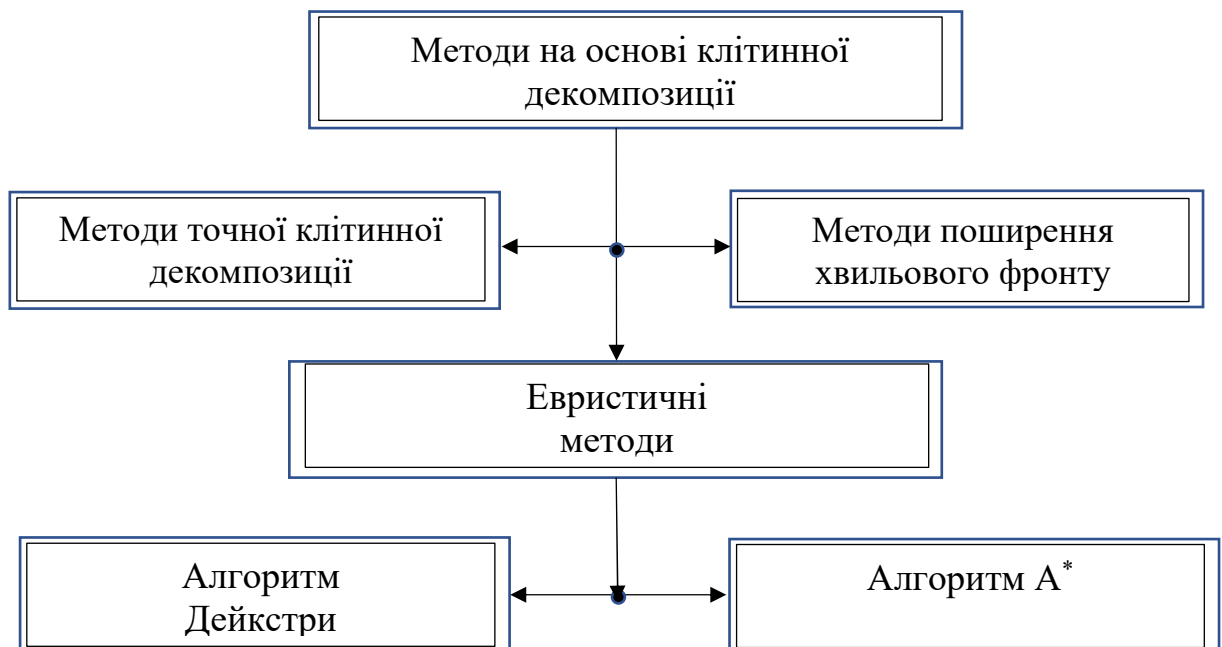 Методи на основі клітинної
декомпозиції
Методи точної клітинної
декомпозиції
Методи поширення
хвильового фронту
Евристичні
методи
Алгоритм
Дейкстри
Алгоритм А*